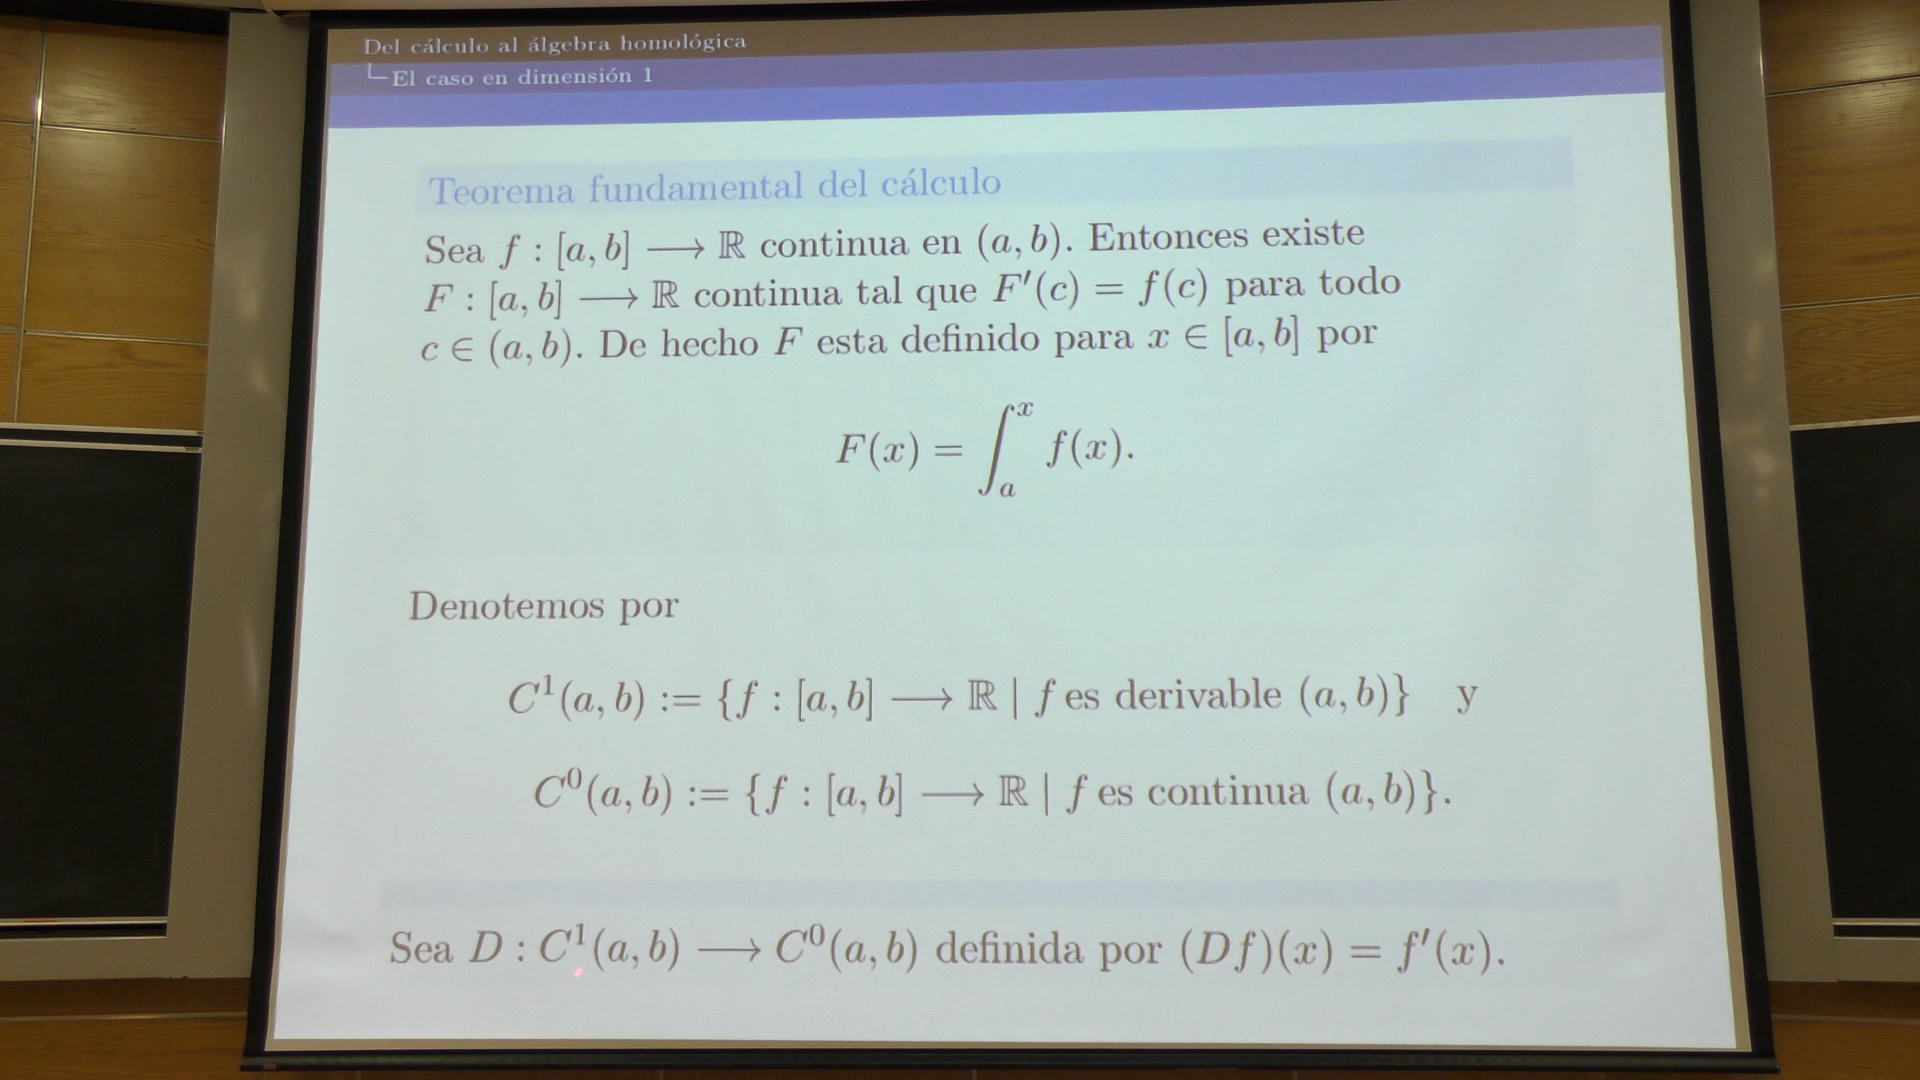 Del cálculo al álgebra homológica
El caso en dimensión 1
Teorema fundamental del cálculo
Sea f : [a, b] ⟶ ℝ continua en (a, b). Entonces existe
F : [a, b] ⟶ ℝ continua tal que F′(c) = f(c) para todo
c ∈ (a, b). De hecho F esta definido para x ∈ [a, b] por
F(x) = ∫ₐˣ f(x).
Denotemos por
C¹(a, b) := {f : [a, b] ⟶ ℝ | f es derivable (a, b)} y
C⁰(a, b) := {f : [a, b] ⟶ ℝ | f es continua (a, b)}.
Sea D : C¹(a, b) ⟶ C⁰(a, b) definida por (Df)(x) = f′(x).